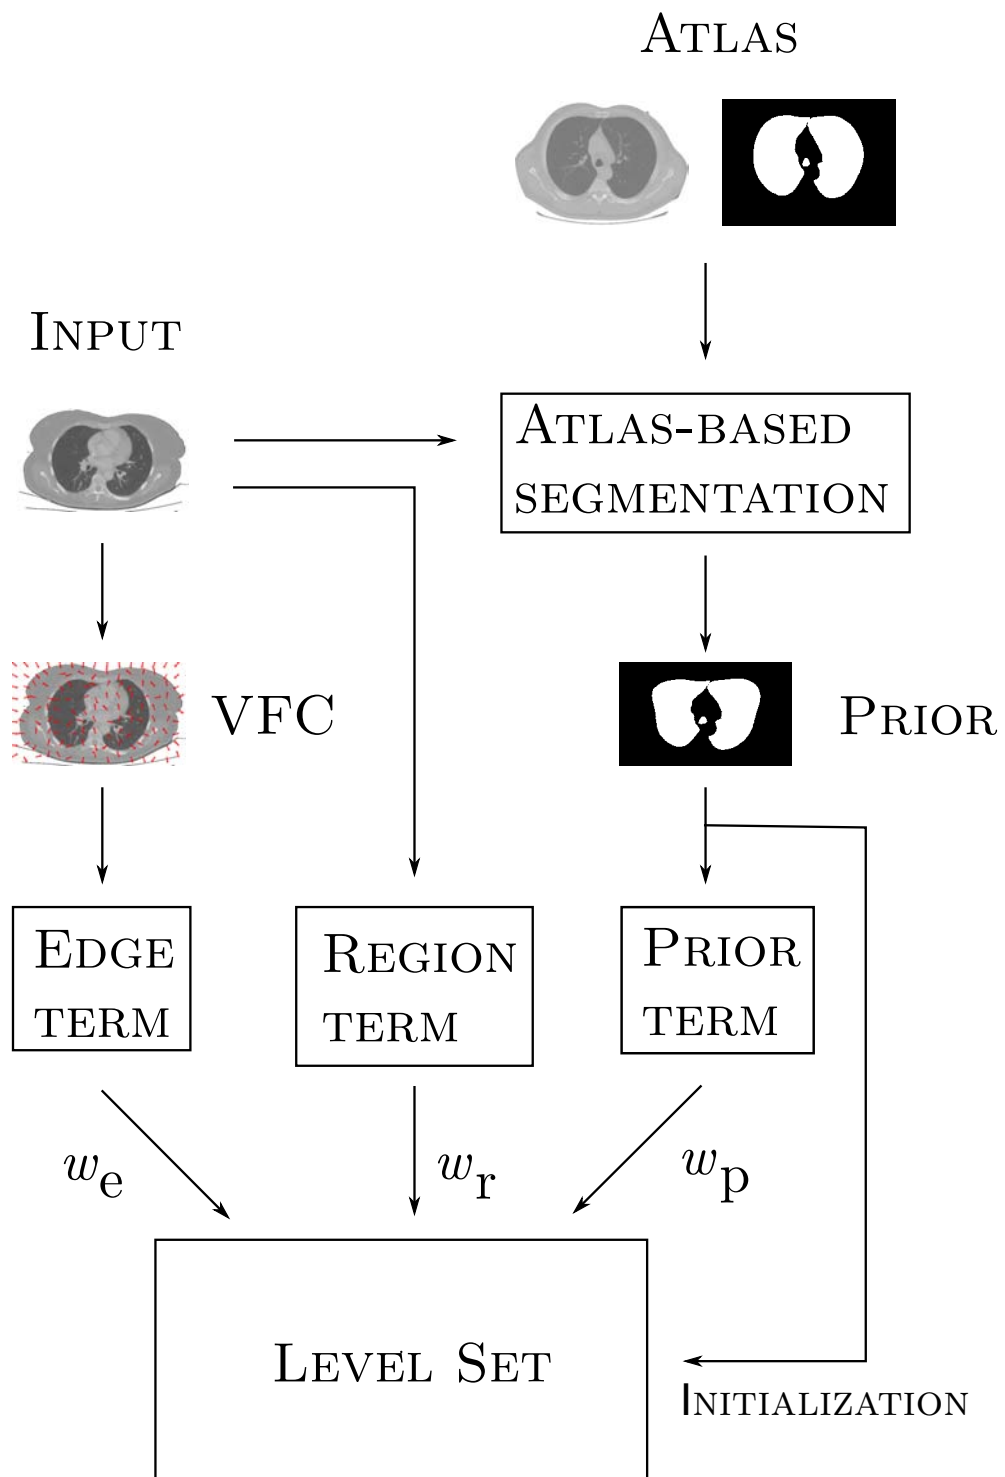 ATLAS
INPUT
ATLAS-BASED
SEGMENTATION
VFC
PRIOR
EDGE
TERM
REGION
TERM
PRIOR
TERM
we
wr
wp
LEVEL SET
INITIALIZATION